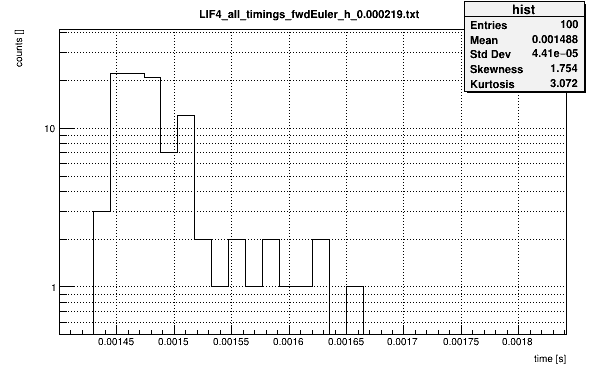 LIF4_all_timings_fwdEuler_h_0.000219.txt
hist
Entries 100
Mean 0.001488
Std Dev 4.41e−05
Skewness 1.754
Kurtosis 3.072
counts []
10
1
0.00145 0.0015 0.00155 0.0016 0.00165 0.0017 0.00175 0.0018
time [s]